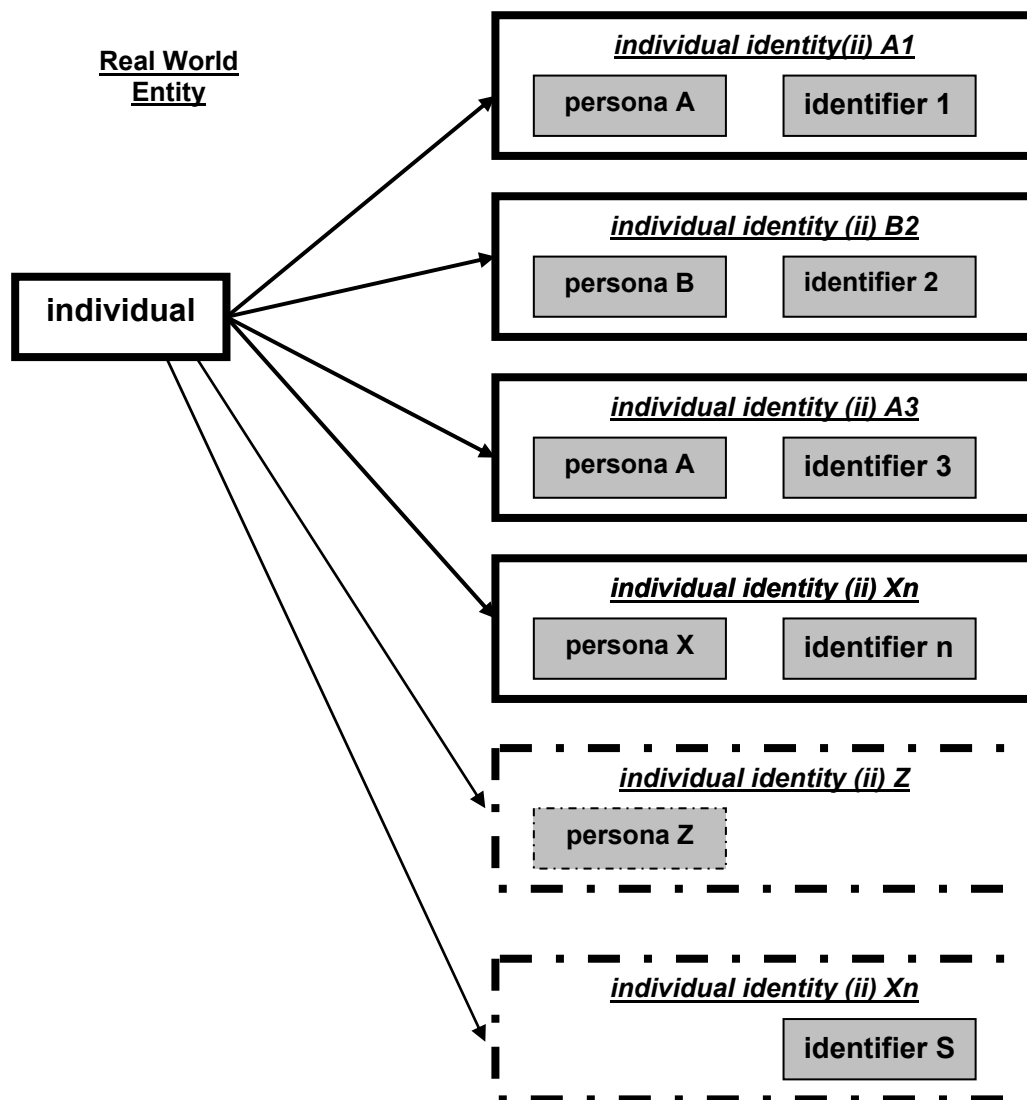 Real World
Entity
individual
individual identity(ii) A1
persona A
identifier 1
individual identity (ii) B2
persona B
identifier 2
individual identity (ii) A3
persona A
identifier 3
individual identity (ii) Xn
persona X
identifier n
individual identity (ii) Z
persona Z
individual identity (ii) Xn
identifier S